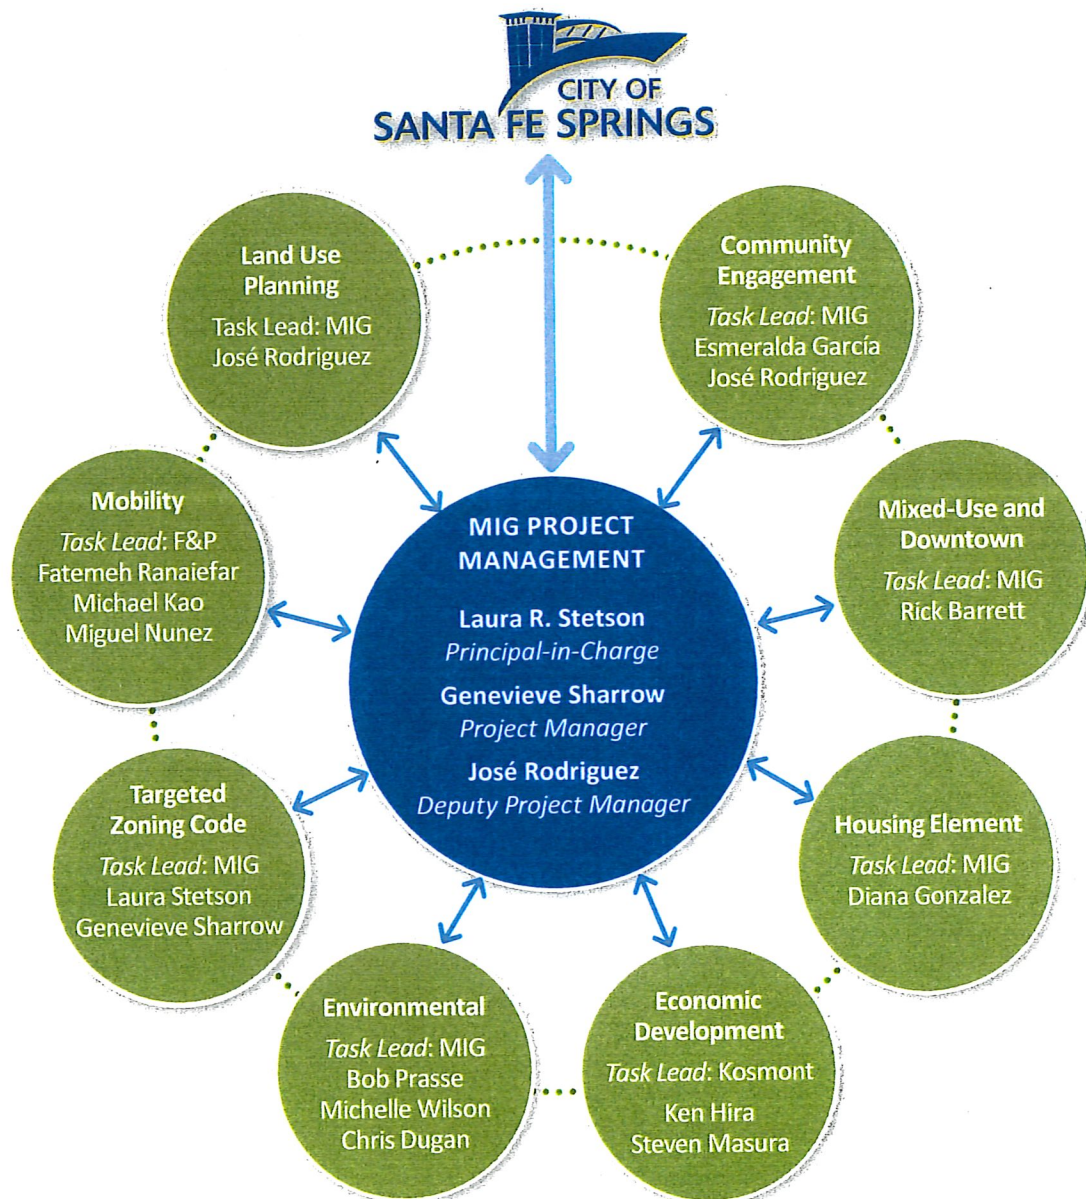 CITY OF
SANTA FE SPRINGS
Land Use
Planning
Task Lead: MIG
José Rodriguez
Community
Engagement
Task Lead: MIG
Esmeralda García
José Rodriguez
Mobility
Task Lead: F&P
Fatemeh Ranaiefar
Michael Kao
Miguel Nunez
MIG PROJECT
MANAGEMENT
Laura R. Stetson
Principal-in-Charge
Genevieve Sharrow
Project Manager
José Rodriguez
Deputy Project Manager
Mixed-Use and
Downtown
Task Lead: MIG
Rick Barrett
Targeted
Zoning Code
Task Lead: MIG
Laura Stetson
Genevieve Sharrow
Housing Element
Task Lead: MIG
Diana Gonzalez
Environmental
Task Lead: MIG
Bob Prasse
Michelle Wilson
Chris Dugan
Economic
Development
Task Lead: Kosmont
Ken Hira
Steven Masura